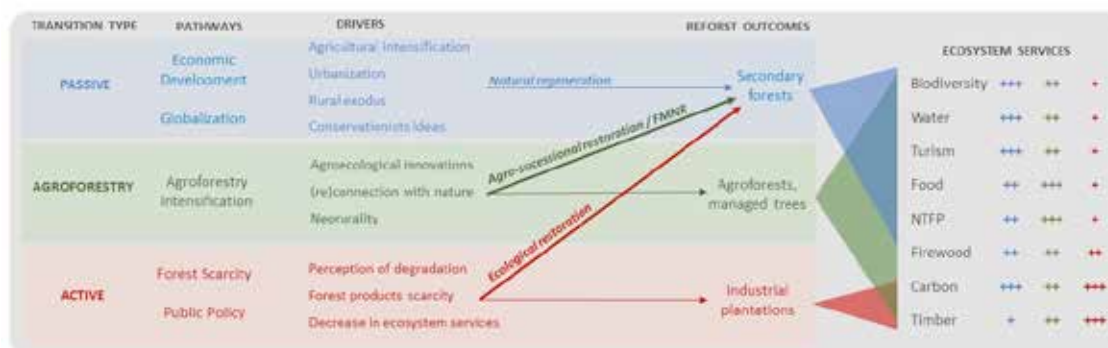 TRANSITION TYPE PATHWAYS DRIVERS REFORST OUTCOMES
ECOSYSTEM SERVICES
PASSIVE
Economic
Development
Globalization
Agricultural Intensification
Urbanization
Rural exodus
Conservationists Ideas
Natural regeneration
Secondary
forests
AGROFORESTRY
Agroforestry
Intensification
Agroecological innovations
(re)connection with nature
Neorurality
Agro-sucessional restoration / FMNR
Agroforests,
managed trees
ACTIVE
Forest Scarcity
Public Policy
Perception of degradation
Forest products scarcity
Decrease in ecosystem services
Ecological restoration
Industrial
plantations
Biodiversity +++ ++ +
Water +++ ++ +
Turism +++ ++ +
Food ++ +++ +
NTFP ++ +++ +
Firewood ++ ++ ++
Carbon +++ ++ +++
Timber + ++ +++